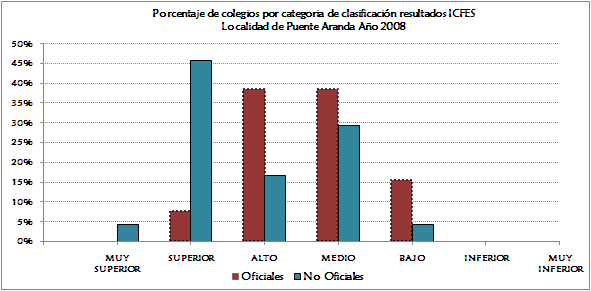 Porcentaje de colegios por categoria de clasificación resultados ICFES
Localidad de Puente Aranda Año 2008
50%
45%
40%
35%
30%
25%
20%
15%
10%
5%
0%
MUY SUPERIOR
SUPERIOR
ALTO
MEDIO
BAJO
INFERIOR
MUY INFERIOR
Oficiales
No Oficiales